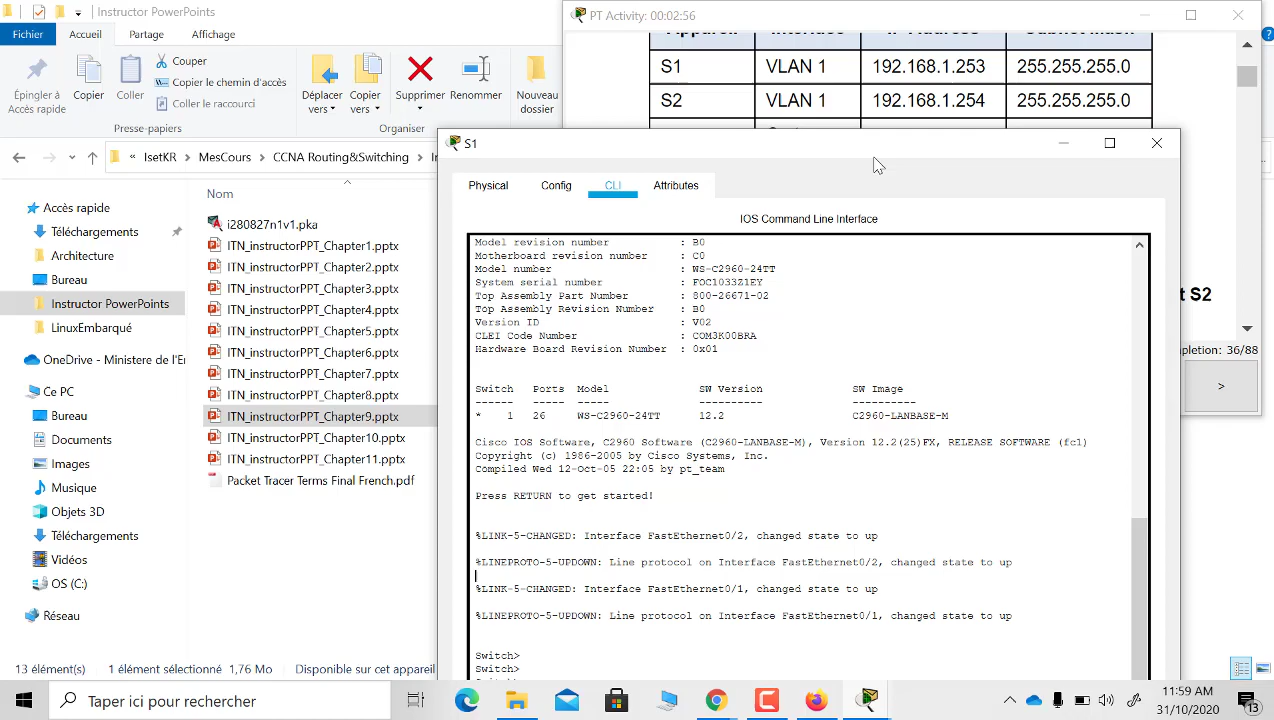 Instructor PowerPoints
Fichier
Accueil
Partage
Affichage
Épingler à
Accès rapide
Copier
Coller
Couper
Copier le chemin d'accès
Coller le raccourci
Presse-papiers
Déplacer
vers
Copier
vers
Supprimer
Renommer
Organiser
Nouveau
dossier
« IsetKR > MesCours > CCNA Routing&Switching >
Nom
Accès rapide
Téléchargements
Architecture
Bureau
Instructor PowerPoints
LinuxEmbarqué
OneDrive - Ministere de l'E
Ce PC
Bureau
Documents
Images
Musique
Objets 3D
Téléchargements
Vidéos
OS (C:)
Réseau
i280827n1v1.pka
ITN_instructorPPT_Chapter1.pptx
ITN_instructorPPT_Chapter2.pptx
ITN_instructorPPT_Chapter3.pptx
ITN_instructorPPT_Chapter4.pptx
ITN_instructorPPT_Chapter5.pptx
ITN_instructorPPT_Chapter6.pptx
ITN_instructorPPT_Chapter7.pptx
ITN_instructorPPT_Chapter8.pptx
ITN_instructorPPT_Chapter9.pptx
ITN_instructorPPT_Chapter10.pptx
ITN_instructorPPT_Chapter11.pptx
Packet Tracer Terms Final French.pdf
13 élément(s) 1 élément sélectionné 1,76 Mo Disponible sur cet appareil
PT Activity: 00:02:56
Appareil Interface IP Address Subnet Mask
S1 VLAN 1 192.168.1.253 255.255.255.0
S2 VLAN 1 192.168.1.254 255.255.255.0
t S2
mpletion: 36/88
>
S1
Physical Config CLI Attributes
IOS Command Line Interface
Model revision number : B0
Motherboard revision number : C0
Model number : WS-C2960-24TT
System serial number : FOC1033Z1EY
Top Assembly Part Number : 800-26671-02
Top Assembly Revision Number : B0
Version ID : V02
CLEI Code Number : COM3K00BRA
Hardware Board Revision Number : 0x01
Switch Ports Model SW Version SW Image
------ ----- ----- ---------- ----------
* 1 26 WS-C2960-24TT 12.2 C2960-LANBASE-M
Cisco IOS Software, C2960 Software (C2960-LANBASE-M), Version 12.2(25)FX, RELEASE SOFTWARE (fc1)
Copyright (c) 1986-2005 by Cisco Systems, Inc.
Compiled Wed 12-Oct-05 22:05 by pt_team
Press RETURN to get started!
%LINK-5-CHANGED: Interface FastEthernet0/2, changed state to up
%LINEPROTO-5-UPDOWN: Line protocol on Interface FastEthernet0/2, changed state to up
%LINK-5-CHANGED: Interface FastEthernet0/1, changed state to up
%LINEPROTO-5-UPDOWN: Line protocol on Interface FastEthernet0/1, changed state to up
Switch>
Switch>
Taper ici pour rechercher
11:59 AM
31/10/2020
13